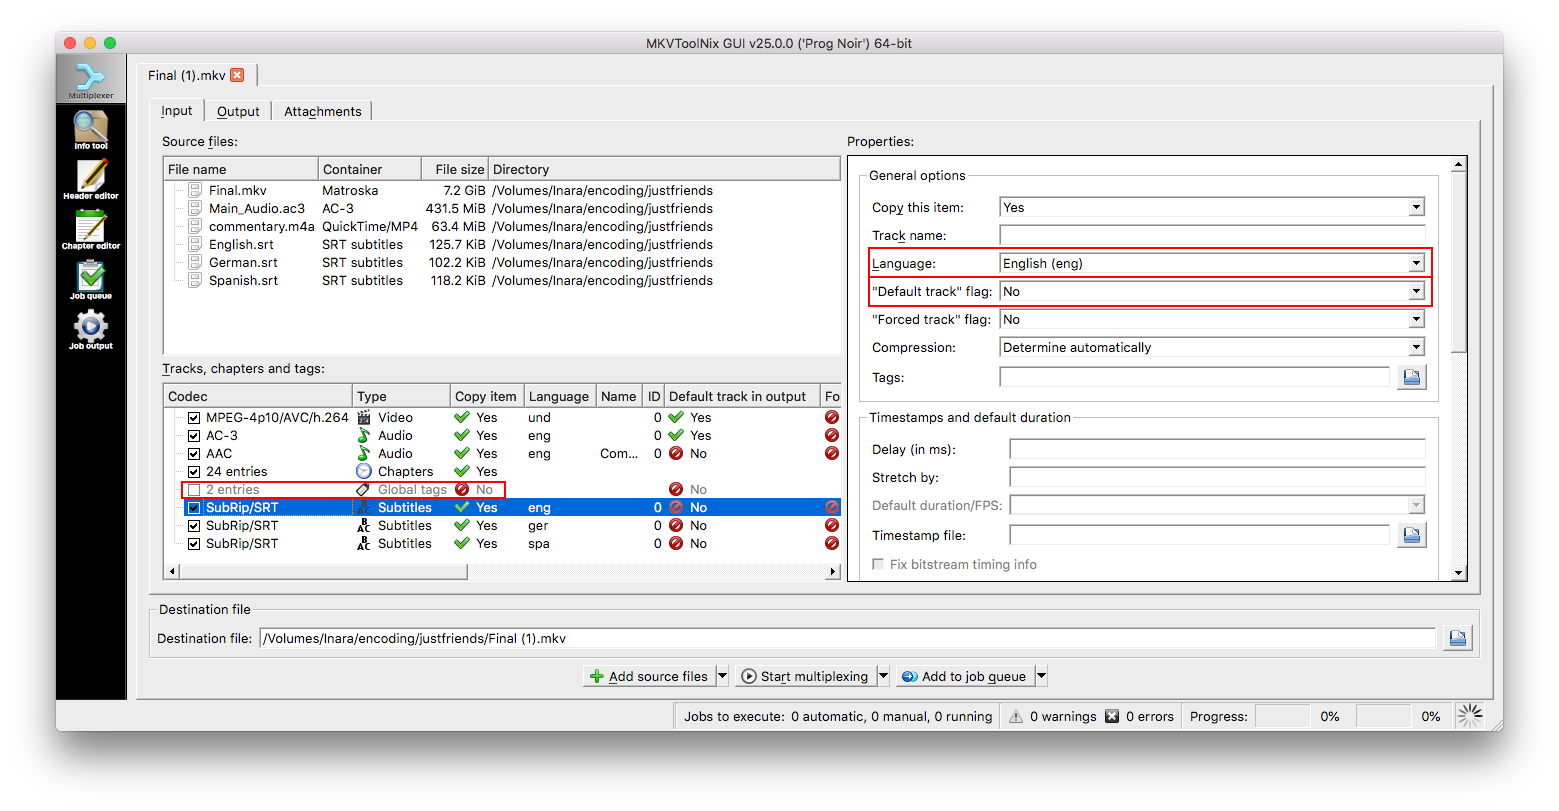 MKVToolNix GUI v25.0.0 ('Prog Noir') 64-bit
Multiplexer
Info tool
Header editor
Chapter editor
Job queue
Job output
Final (1).mkv
Input Output Attachments
Source files:
File name Container File size Directory
Final.mkv Matroska 7.2 GiB /Volumes/Inara/encoding/justfriends
Main_Audio.ac3 AC-3 431.5 MiB /Volumes/Inara/encoding/justfriends
commentary.m4a QuickTime/MP4 63.4 MiB /Volumes/Inara/encoding/justfriends
English.srt SRT subtitles 125.7 KiB /Volumes/Inara/encoding/justfriends
German.srt SRT subtitles 102.2 KiB /Volumes/Inara/encoding/justfriends
Spanish.srt SRT subtitles 118.2 KiB /Volumes/Inara/encoding/justfriends
Tracks, chapters and tags:
Codec Type Copy item Language Name ID Default track in output Fo
MPEG-4p10/AVC/h.264 Video Yes und 0 Yes
AC-3 Audio Yes eng 0 Yes
AAC Audio Yes eng Com... 0 No
24 entries Chapters Yes
2 entries Global tags No No
SubRip/SRT Subtitles Yes eng 0 No
SubRip/SRT Subtitles Yes ger 0 No
SubRip/SRT Subtitles Yes spa 0 No
Properties:
General options
Copy this item: Yes
Track name:
Language: English (eng)
"Default track" flag: No
"Forced track" flag: No
Compression: Determine automatically
Tags:
Timestamps and default duration
Delay (in ms):
Stretch by:
Default duration/FPS:
Timestamp file:
Fix bitstream timing info
Destination file
Destination file: /Volumes/Inara/encoding/justfriends/Final (1).mkv
Add source files Start multiplexing Add to job queue
Jobs to execute: 0 automatic, 0 manual, 0 running 0 warnings 0 errors Progress: 0% 0%